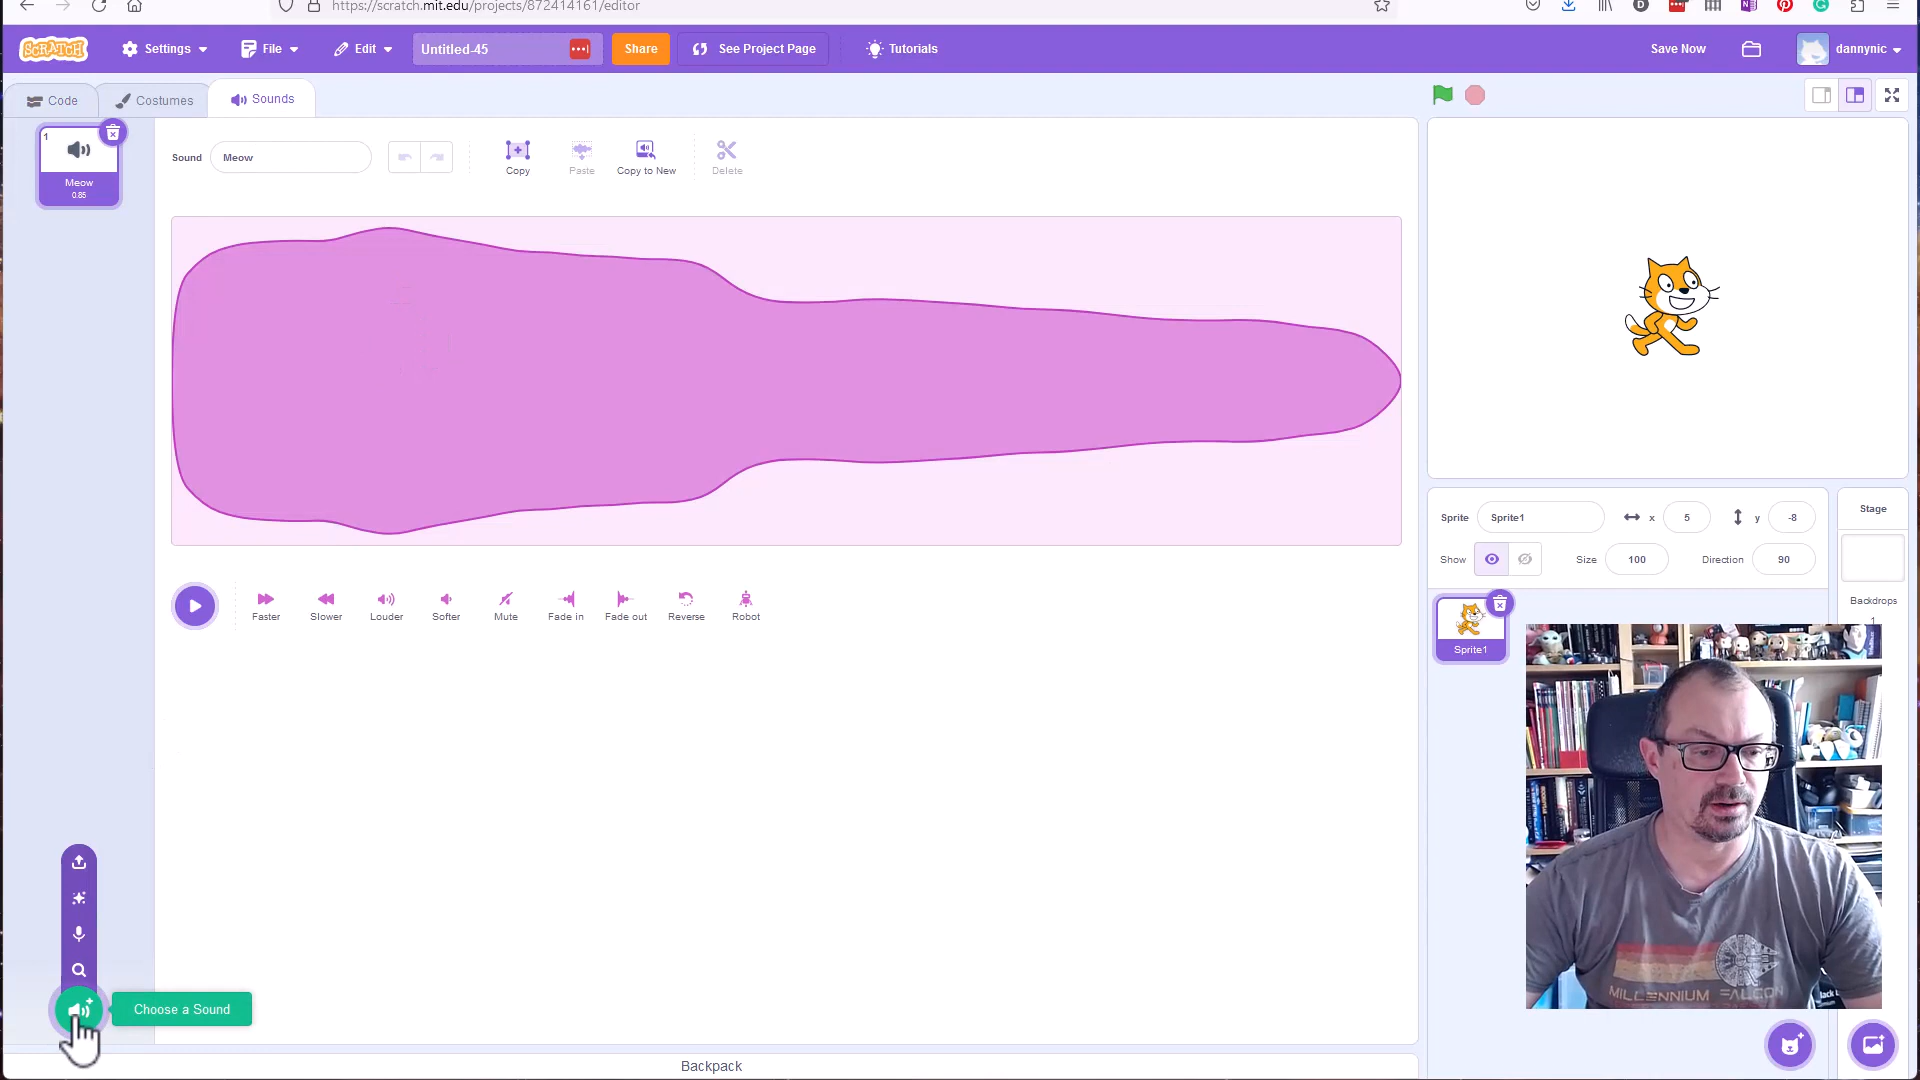 https://scratch.mit.edu/projects/872414161/editor
SCRATCH Settings File Edit Untitled-45 Share See Project Page Tutorials Save Now dannynic
Code Costumes Sounds
1
Meow
0.85
Sound Meow Copy Paste Copy to New Delete
Faster Slower Louder Softer Mute Fade in Fade out Reverse Robot
Choose a Sound
Backpack
Sprite Sprite1 x 5 y -8
Show Size 100 Direction 90
Sprite1
Stage
Backdrops
1
MILLENNIUM FALCON